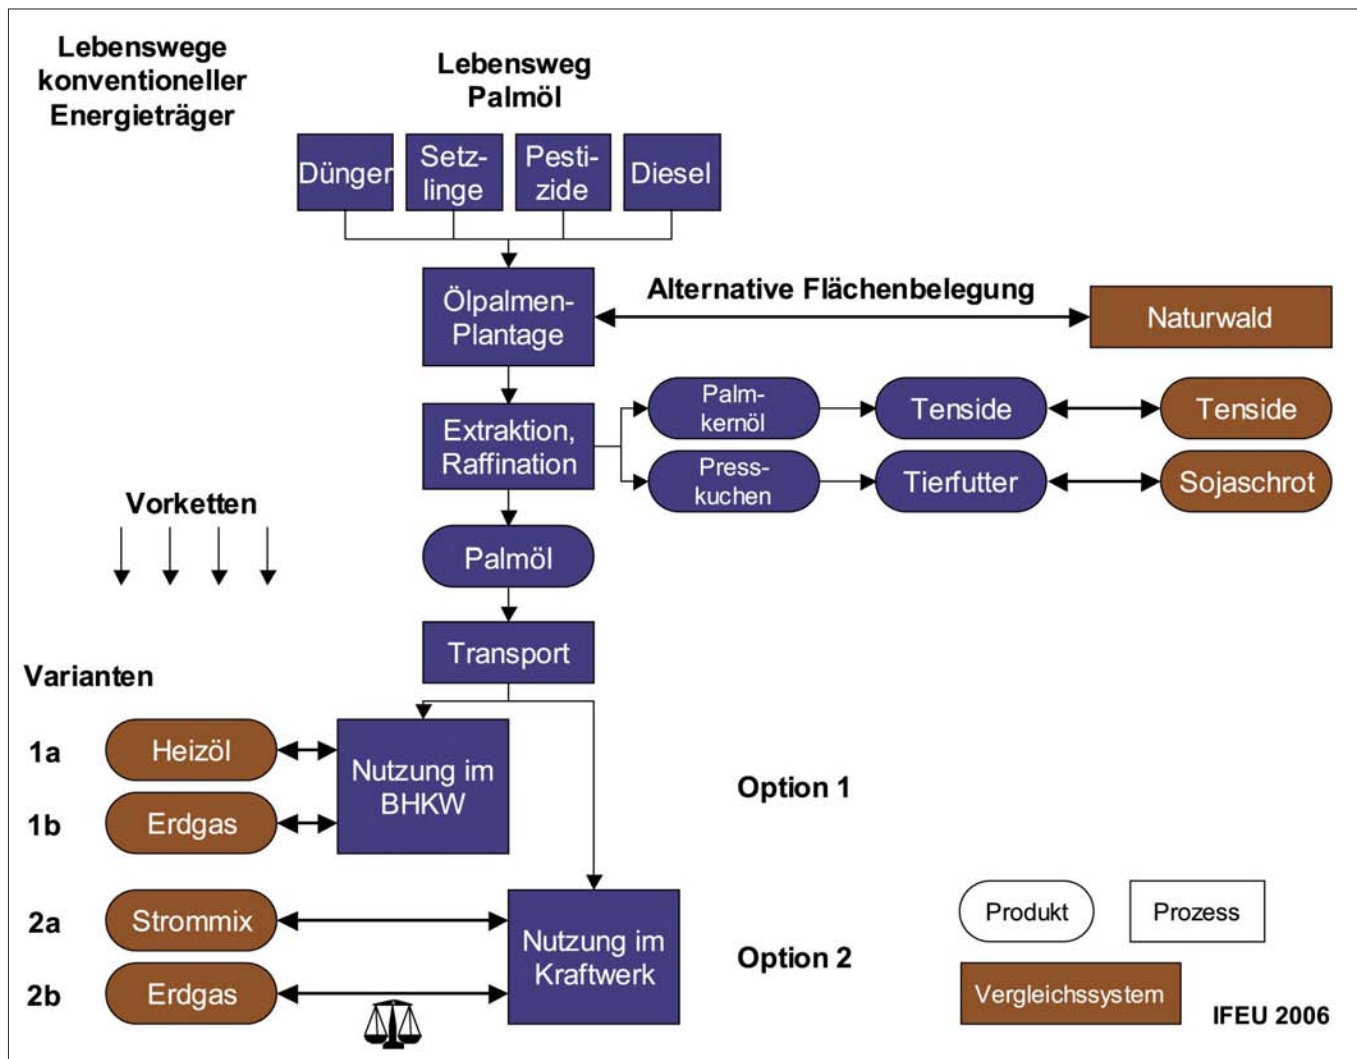 Lebenswege
konventioneller
Energieträger
Lebensweg
Palmöl
Dünger
Setz-
linge
Pesti-
zide
Diesel
Ölpalmen-
Plantage
Alternative Flächenbelegung
Naturwald
Extraktion,
Raffination
Palm-
kernöl
Tenside
Tenside
Press-
kuchen
Tierfutter
Sojaschrot
Vorketten
Palmöl
Transport
Varianten
1a
Heizöl
1b
Erdgas
Nutzung im
BHKW
Option 1
2a
Strommix
2b
Erdgas
Nutzung im
Kraftwerk
Option 2
Produkt
Prozess
Vergleichssystem
IFEU 2006